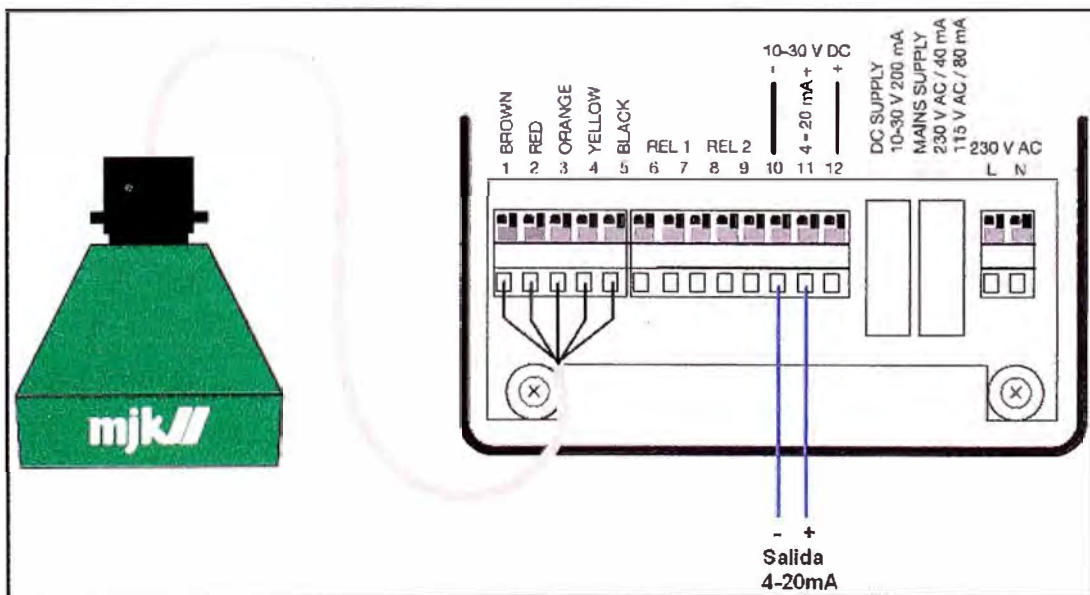 mjk
BROWN
RED
ORANGE
YELLOW
BLACK
1 2 3 4 5 6 7 8 9 10 11 12
REL 1 REL 2
10-30 V DC
-
4 - 20 mA +
+
DC SUPPLY
10-30 V 200 mA
MAINS SUPPLY
230 V AC / 40 mA
115 V AC / 80 mA
230 V AC
L N
- +
Salida
4-20mA